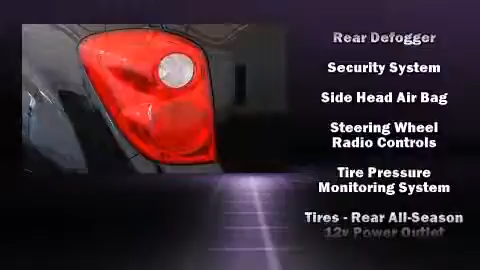 Rear Defogger
Security System
Side Head Air Bag
Steering Wheel
Radio Controls
Tire Pressure
Monitoring System
Tires - Rear All-Season
12v Power Outlet